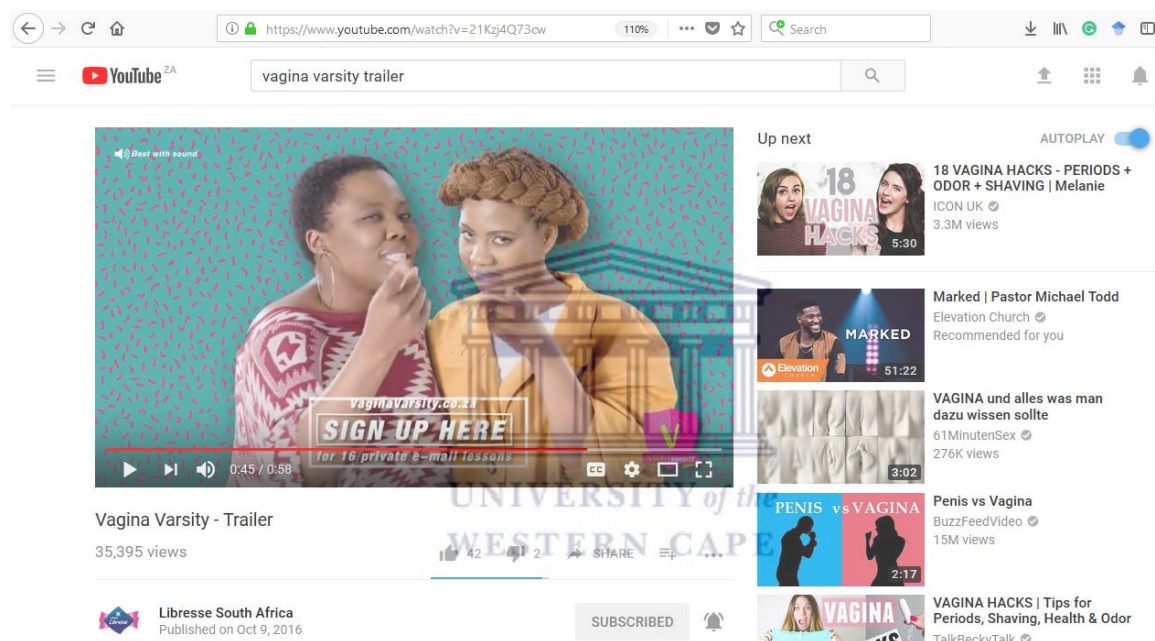 https://www.youtube.com/watch?v=21Kzj4Q73cw
110%
Search
YouTube ZA
vagina varsity trailer
Best with sound
VaginaVarsity.co.za
SIGN UP HERE
for 16 private e-mail lessons
V
0:45 / 0:58
CC
Vagina Varsity - Trailer
35,395 views
42
2
SHARE
Libresse
Libresse South Africa
Published on Oct 9, 2016
SUBSCRIBED
UNIVERSITY of the
WESTERN CAPE
Up next
AUTOPLAY
18
VAGINA
HACKS
5:30
18 VAGINA HACKS - PERIODS +
ODOR + SHAVING | Melanie
ICON UK
3.3M views
MARKED
Elevation
CHURCH
51:22
Marked | Pastor Michael Todd
Elevation Church
Recommended for you
3:02
VAGINA und alles was man
dazu wissen sollte
61MinutenSex
276K views
PENIS vs VAGINA
2:17
Penis vs Vagina
BuzzFeedVideo
15M views
VAGINA
VAGINA HACKS | Tips for
Periods, Shaving, Health & Odor
TalkBeckyTalk